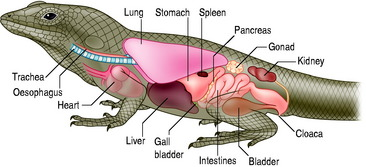 Lung
Stomach
Spleen
Pancreas
Gonad
Kidney
Trachea
Oesophagus
Heart
Liver
Gall
bladder
Intestines
Bladder
Cloaca